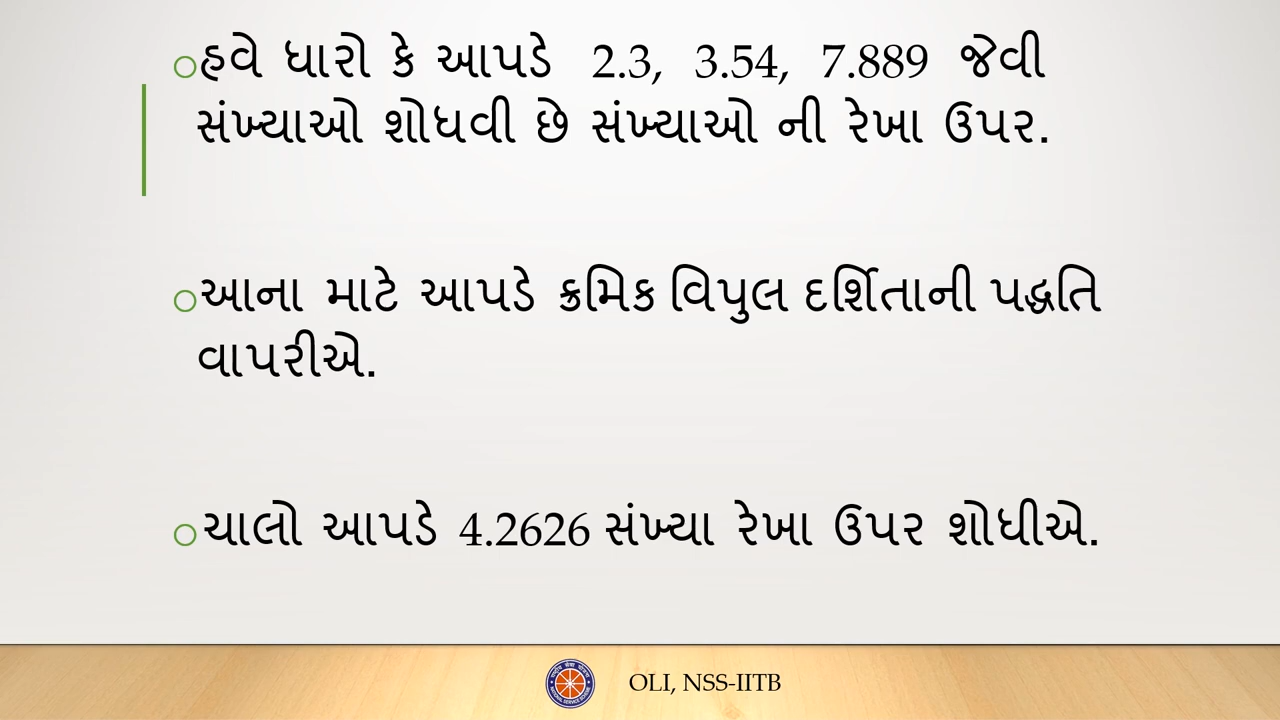 હવે ધારો કે આપડે 2.3, 3.54, 7.889 જેવી
સંખ્યાઓ શોધવી છે સંખ્યાઓ ની રેખા ઉપર.
આના માટે આપડે ક્રમિક વિપુલ દર્શિતાની પદ્ધતિ
વાપરીએ.
ચાલો આપડે 4.2626 સંખ્યા રેખા ઉપર શોધીએ.
OLI, NSS-IITB